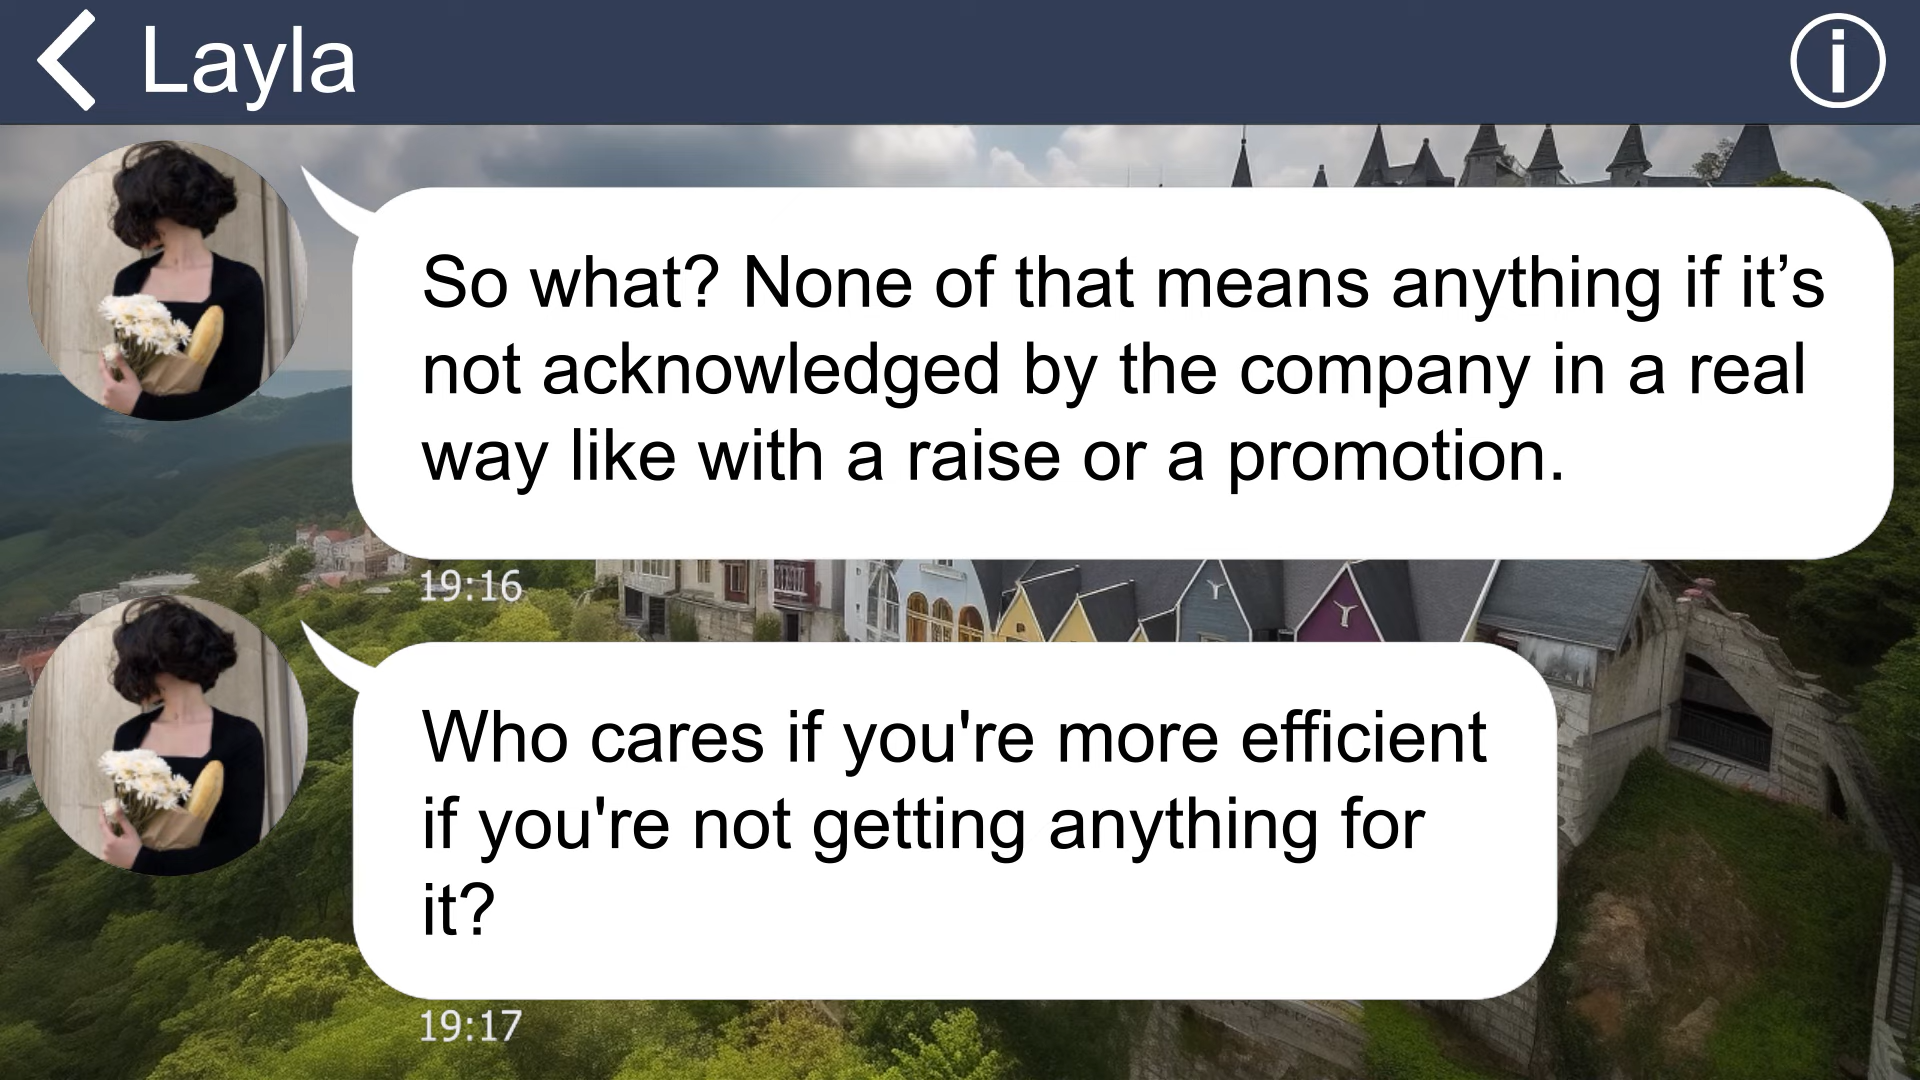 Layla
So what? None of that means anything if it’s
not acknowledged by the company in a real
way like with a raise or a promotion.
19:16
Who cares if you're more efficient
if you're not getting anything for
it?
19:17